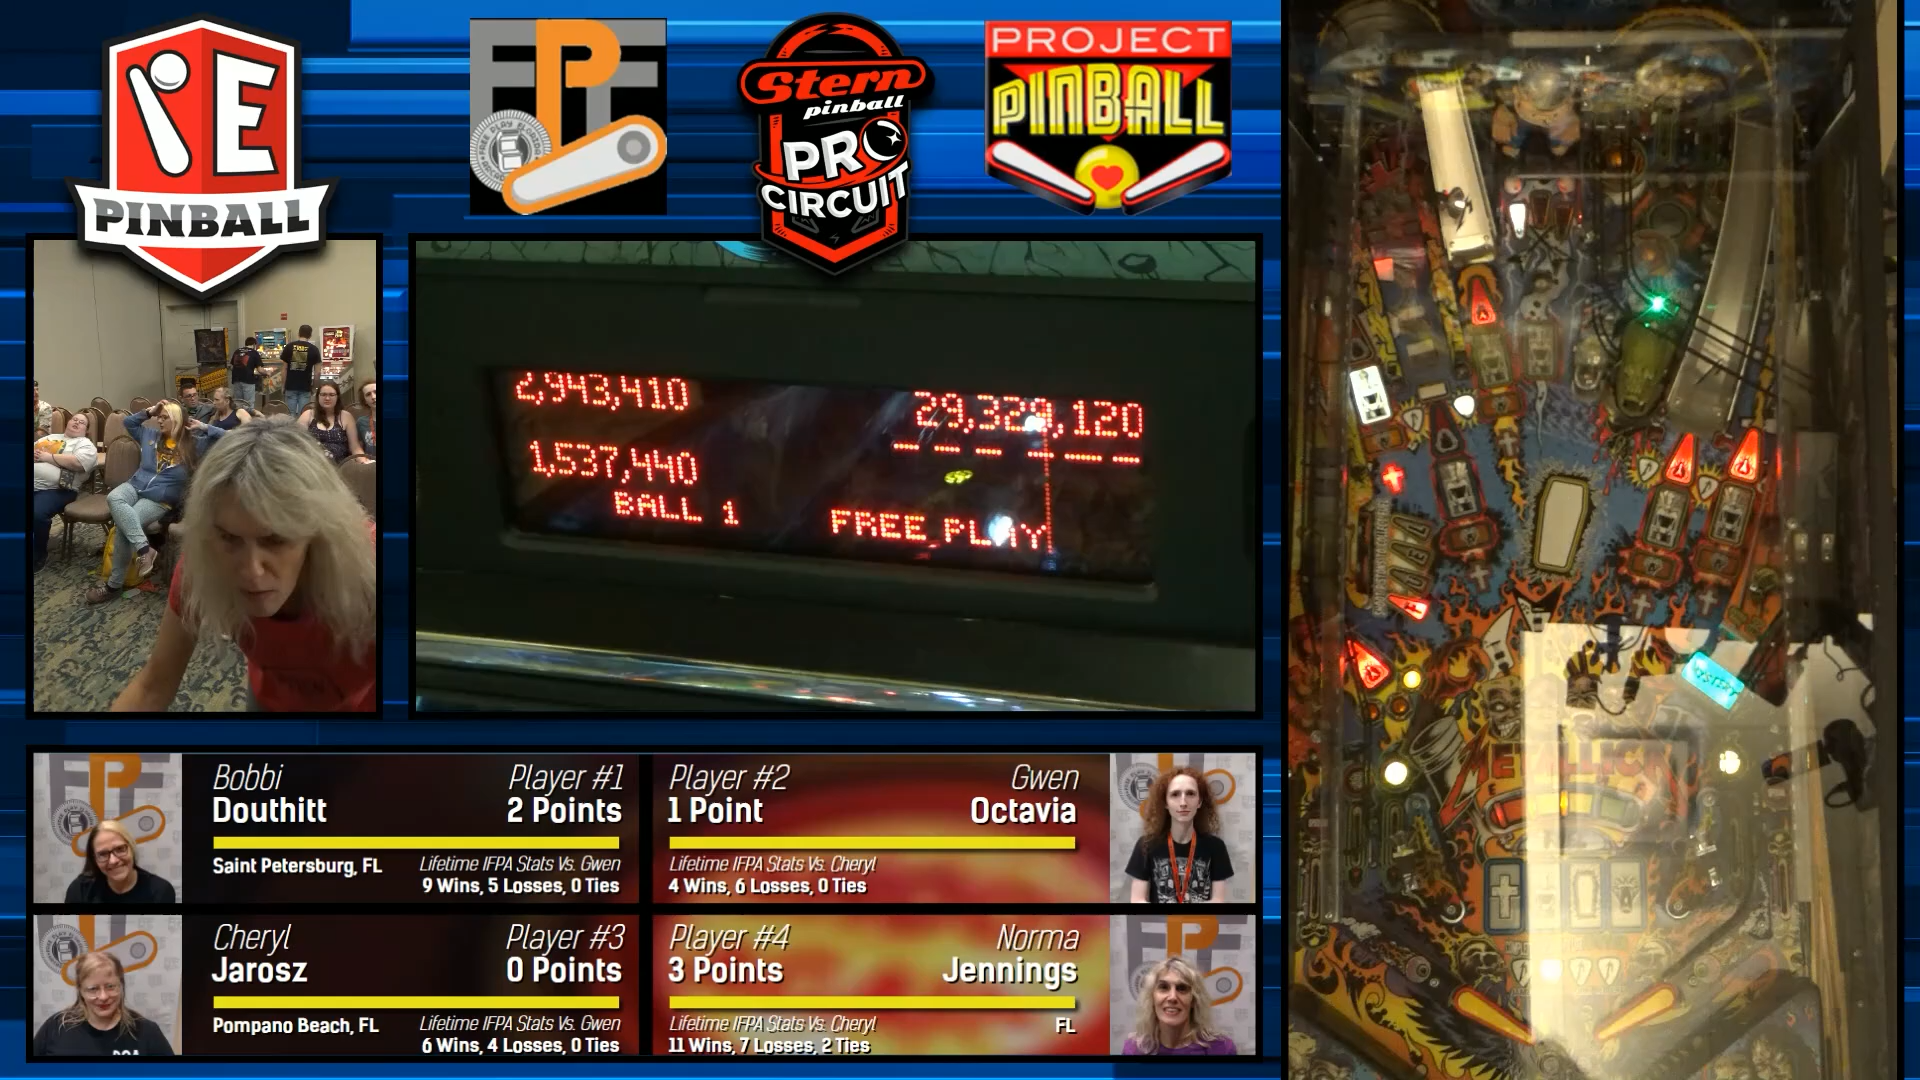 E
PINBALL
FPF
Stern
pinball
PRO
CIRCUIT
PROJECT
PINBALL
2,943,410
29,329,120
1,537,440
BALL 1
FREE PLAY
Bobbi
Douthitt
Player #1
2 Points
Saint Petersburg, FL
Lifetime IFPA Stats Vs. Gwen
9 Wins, 5 Losses, 0 Ties
Player #2
1 Point
Gwen
Octavia
Lifetime IFPA Stats Vs. Cheryl
4 Wins, 6 Losses, 0 Ties
Cheryl
Jarosz
Player #3
0 Points
Pompano Beach, FL
Lifetime IFPA Stats Vs. Gwen
6 Wins, 4 Losses, 0 Ties
Player #4
3 Points
Norma
Jennings
Lifetime IFPA Stats Vs. Cheryl
11 Wins, 7 Losses, 2 Ties
FL
MYSTERY
METALLICA